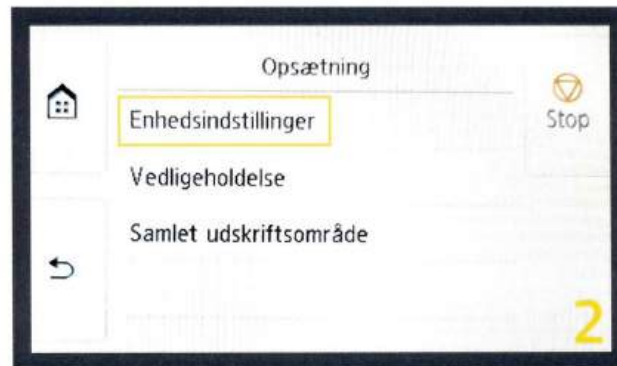 Opsætning
Enhedsindstillinger
Stop
Vedligeholdelse
Samlet udskriftsområde
2